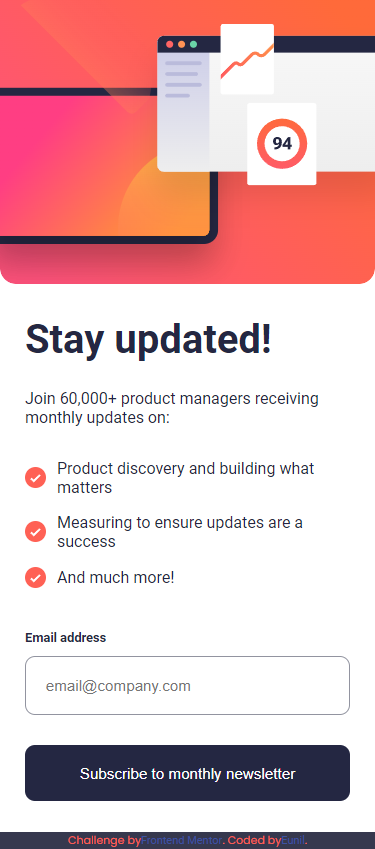 94
Stay updated!
Join 60,000+ product managers receiving
monthly updates on:
Product discovery and building what
matters
Measuring to ensure updates are a
success
And much more!
Email address
email@company.com
Subscribe to monthly newsletter
Challenge by Frontend Mentor. Coded by Eunii.